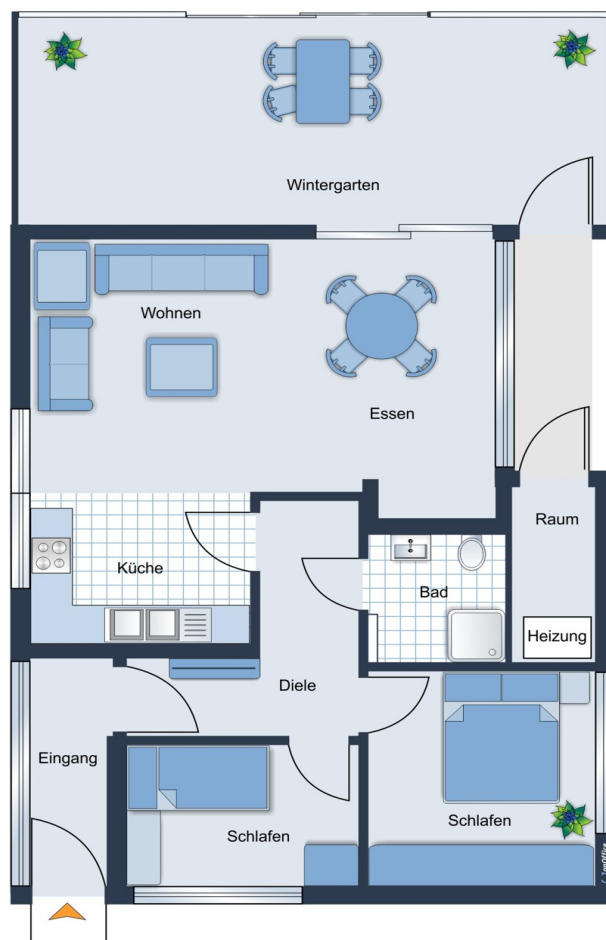 Wintergarten
Wohnen
Essen
Raum
Küche
Bad
Heizung
Diele
Eingang
Schlafen
Schlafen